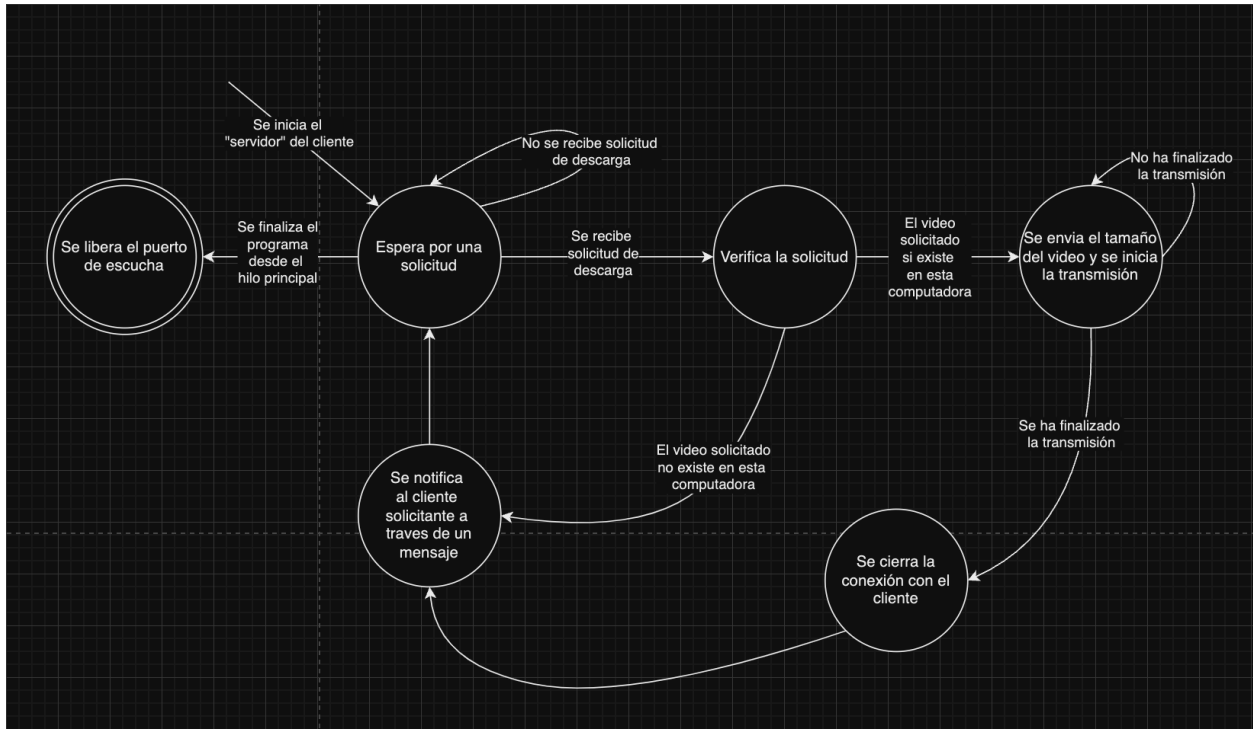 Se inicia el
"servidor" del cliente
No se recibe solicitud
de descarga
No ha finalizado
la transmisión
Se libera el puerto
de escucha
Se finaliza el
programa
desde el
hilo principal
Espera por una
solicitud
Se recibe
solicitud de
descarga
Verifica la solicitud
El video
solicitado
si existe
en esta
computadora
Se envia el tamaño
del video y se inicia
la transmisión
Se ha finalizado
la transmisión
El video solicitado
no existe en esta
computadora
Se notifica
al cliente
solicitante a
traves de un
mensaje
Se cierra la
conexión con el
cliente